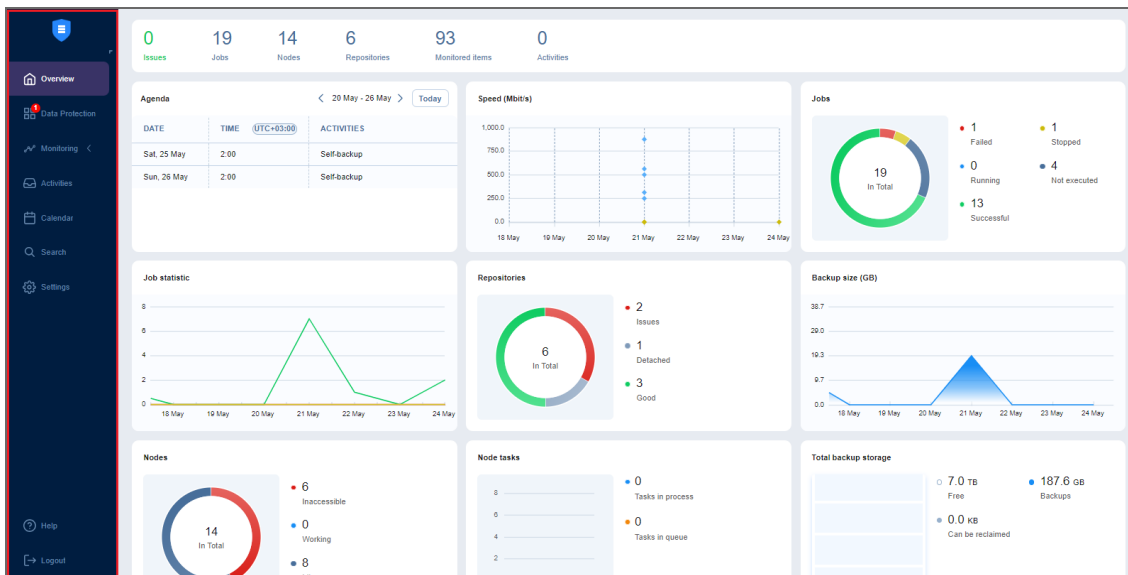 Overview
1
Data Protection
Monitoring
Activities
Calendar
Search
Settings
Help
Logout
0 19 14 6 93 0
Issues Jobs Nodes Repositories Monitored items Activities
Agenda
20 May - 26 May Today
DATE TIME UTC+03:00 ACTIVITIES
Sat, 25 May 2:00 Self-backup
Sun, 26 May 2:00 Self-backup
Speed (Mbit/s)
1,000.0
750.0
500.0
250.0
0.0
18 May 19 May 20 May 21 May 22 May 23 May 24 May
Jobs
19
In Total
1
Failed
1
Stopped
0
Running
4
Not executed
13
Successful
Job statistic
8
6
4
2
0
18 May 19 May 20 May 21 May 22 May 23 May 24 May
Repositories
6
In Total
2
Issues
1
Detached
3
Good
Backup size (GB)
38.7
29.0
19.3
9.7
0.0
18 May 19 May 20 May 21 May 22 May 23 May 24 May
Nodes
14
In Total
6
Inaccessible
0
Working
8
Node tasks
8
6
4
2
0
Tasks in process
0
Tasks in queue
Total backup storage
7.0 TB
Free
187.6 GB
Backups
0.0 KB
Can be reclaimed